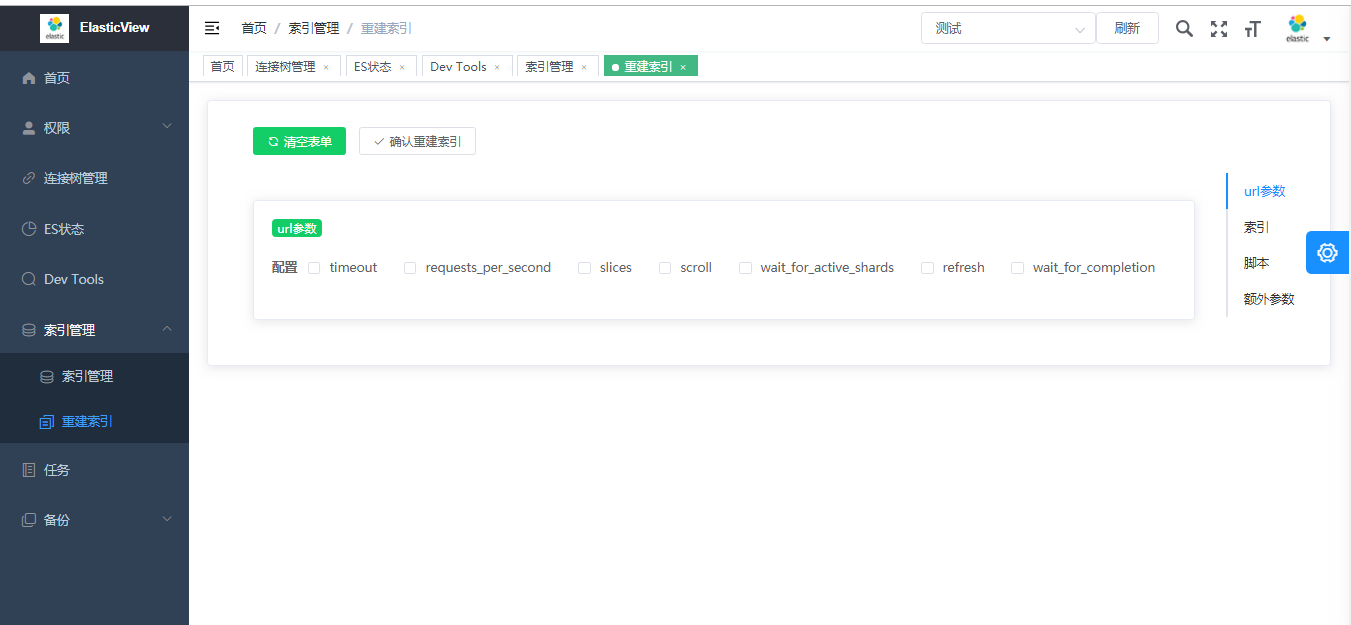 elastic
ElasticView
首页
权限
连接树管理
ES状态
Dev Tools
索引管理
索引管理
重建索引
任务
备份
首页 / 索引管理 / 重建索引
测试
刷新
elastic
首页
连接树管理 ×
ES状态 ×
Dev Tools ×
索引管理 ×
重建索引 ×
清空表单
确认重建索引
url参数
配置 timeout requests_per_second slices scroll wait_for_active_shards refresh wait_for_completion
url参数
索引
脚本
额外参数